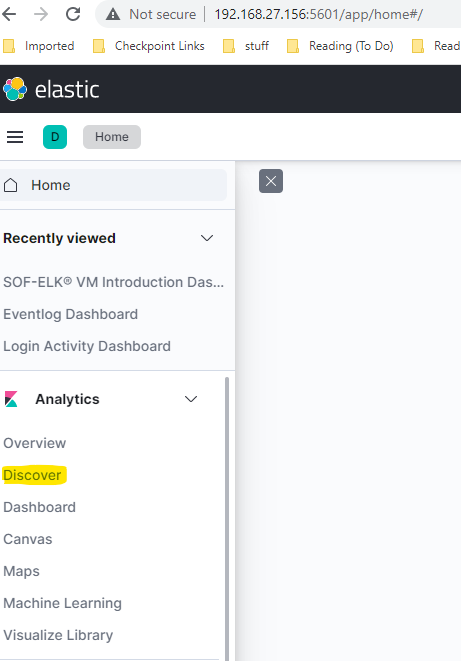 Not secure 192.168.27.156:5601/app/home#/
Imported Checkpoint Links stuff Reading (To Do) Read
elastic
D Home
Home
Recently viewed
SOF-ELK® VM Introduction Das...
Eventlog Dashboard
Login Activity Dashboard
Analytics
Overview
Discover
Dashboard
Canvas
Maps
Machine Learning
Visualize Library